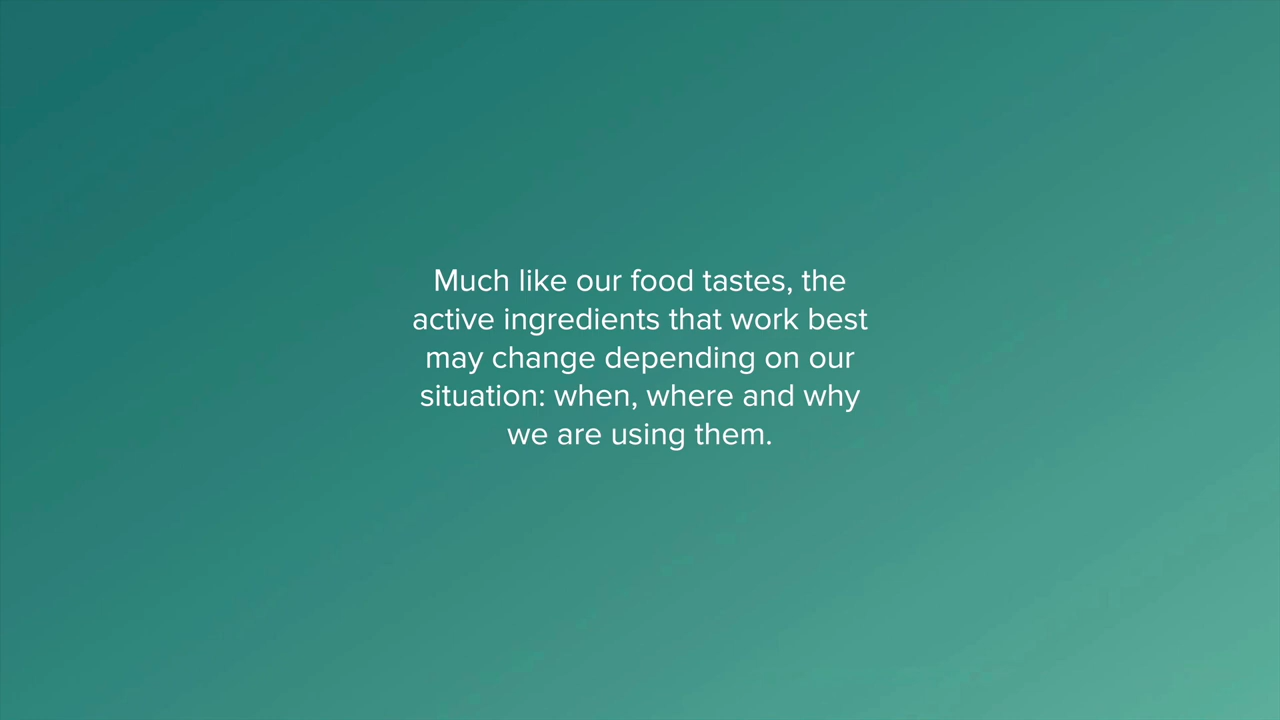 Much like our food tastes, the
active ingredients that work best
may change depending on our
situation: when, where and why
we are using them.